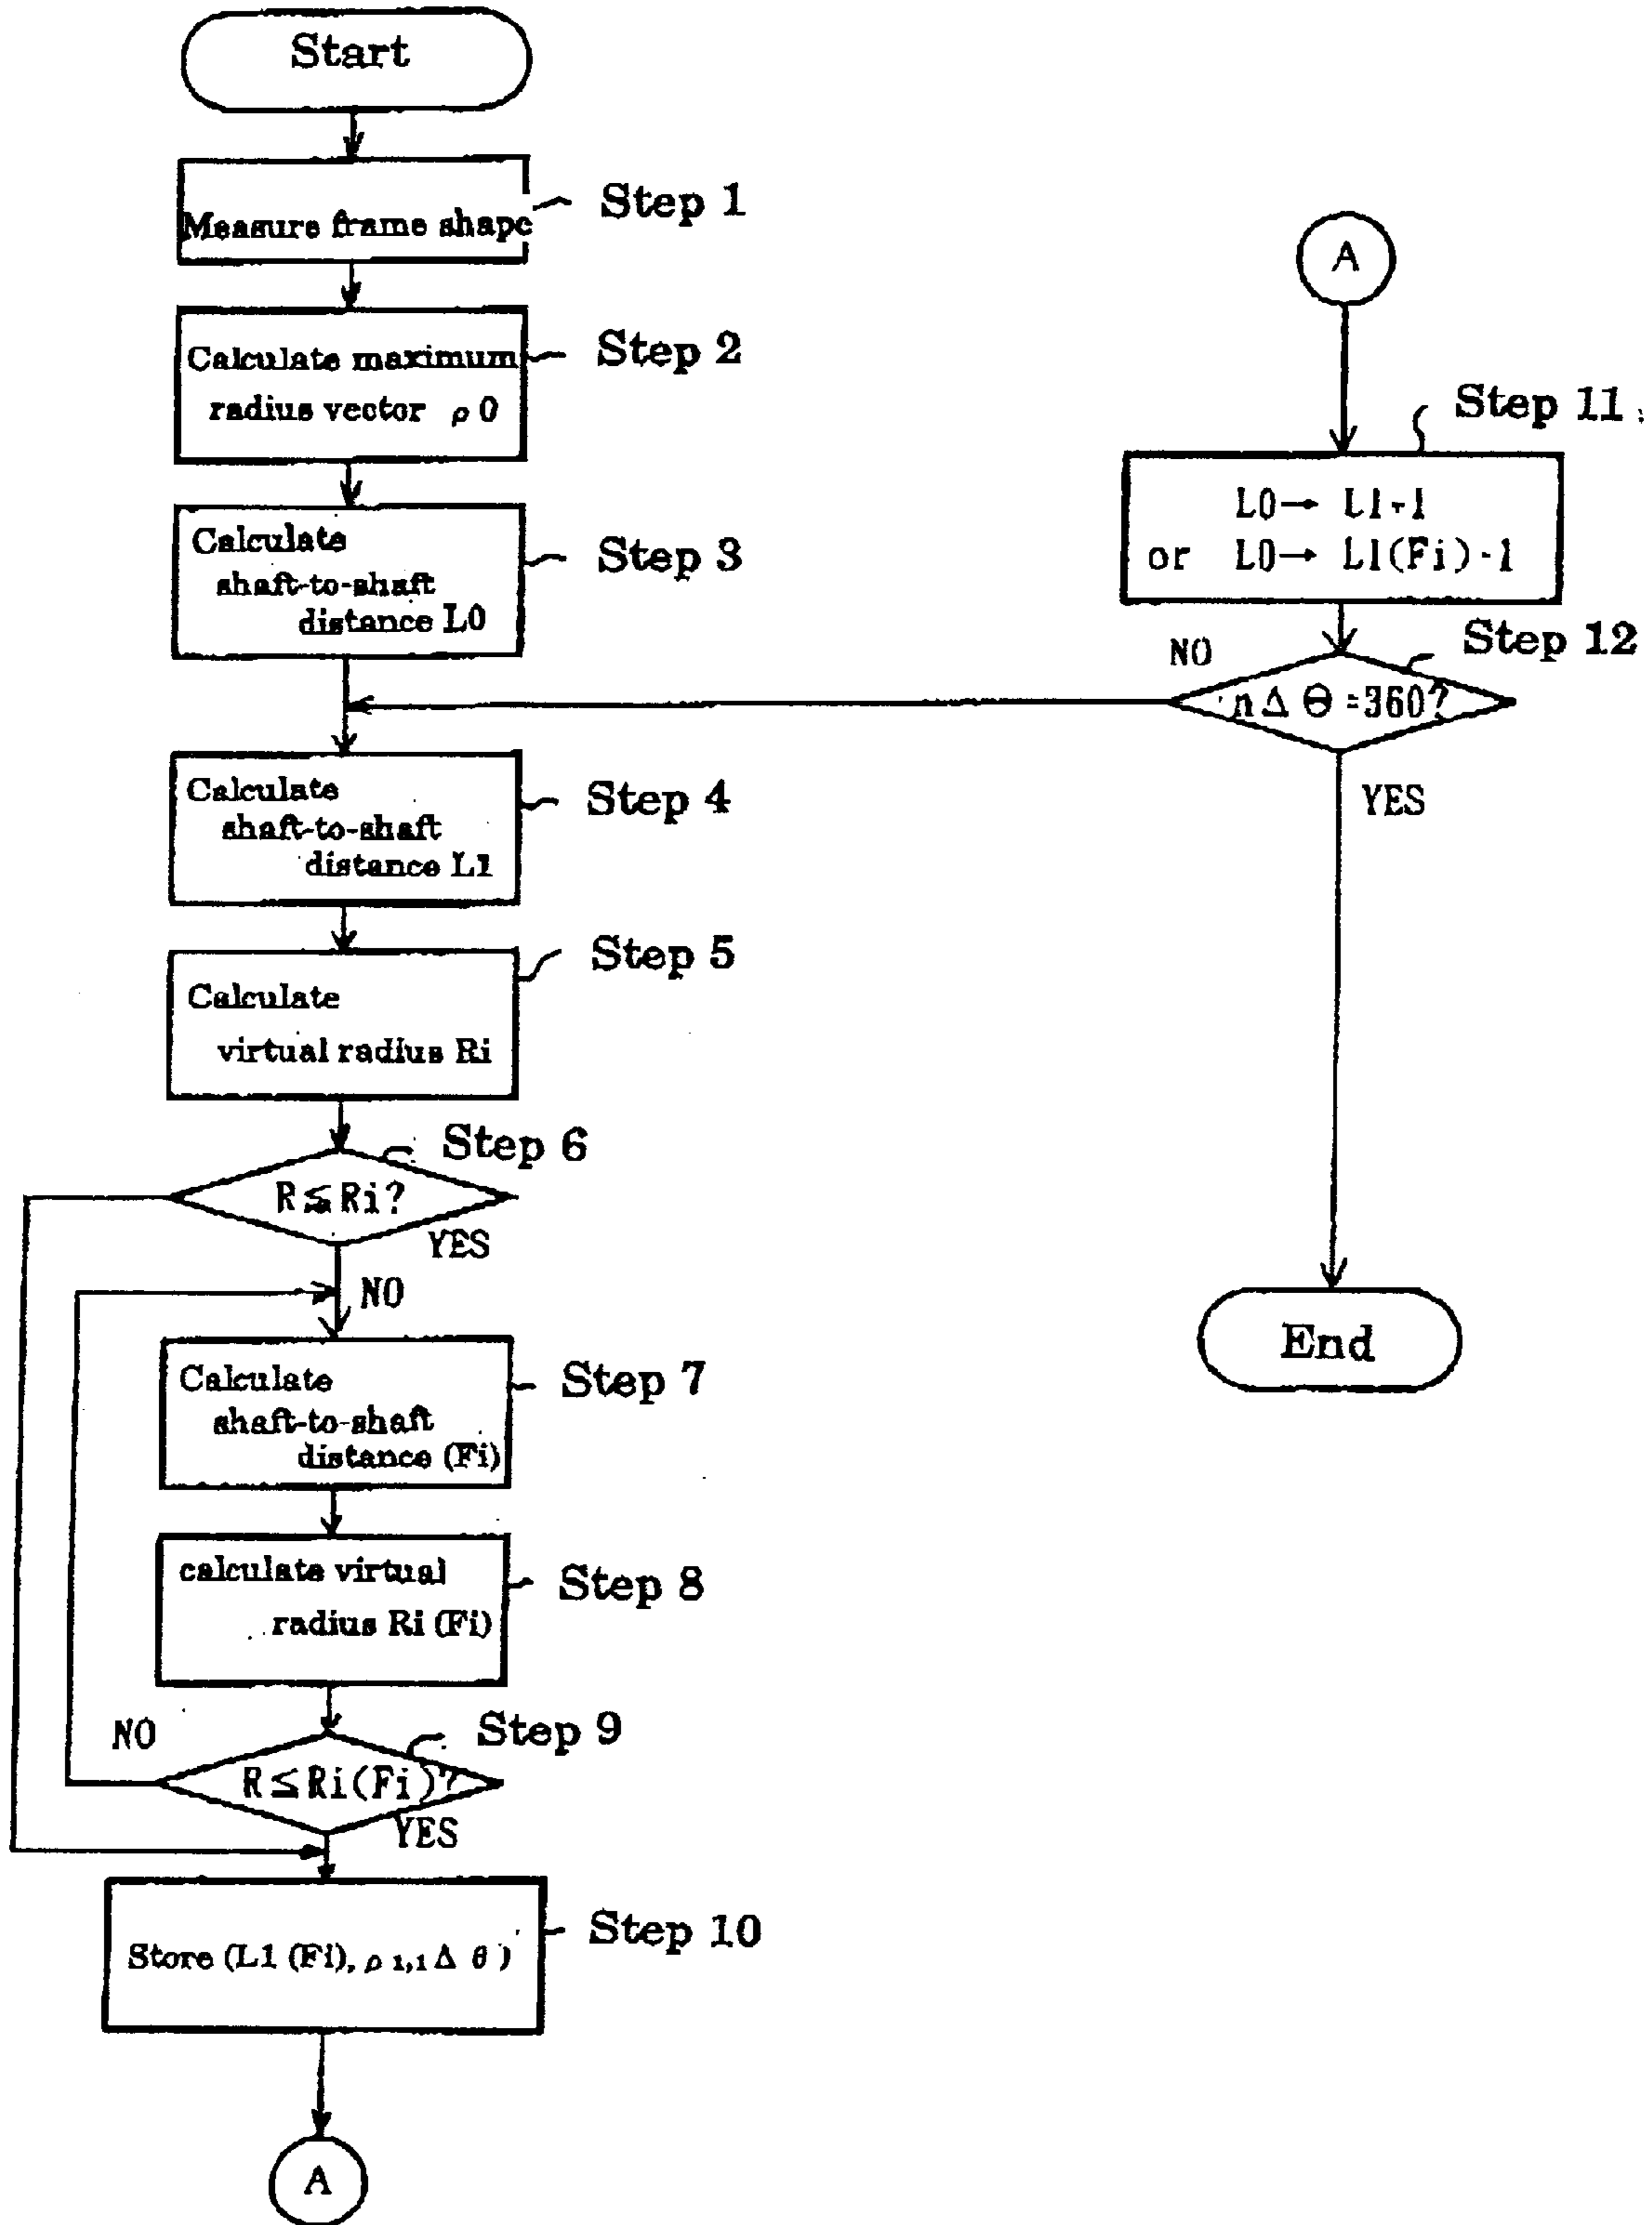 Start
Measure frame shape
Step 1
Calculate maximum
radius vector ρ0
Step 2
Calculate
shaft-to-shaft
distance L0
Step 3
Calculate
shaft-to-shaft
distance L1
Step 4
Calculate
virtual radius Ri
Step 5
Step 6
R≦Ri?
YES
NO
Calculate
shaft-to-shaft
distance (Fi)
Step 7
calculate virtual
radius Ri (Fi)
Step 8
NO
Step 9
R≦Ri(Fi)?
YES
Store (L1 (Fi), ρ1,1Δ θ)
Step 10
A
A
Step 11
L0→ L1+1
or L0→ L1(Fi)-1
Step 12
NO
nΔ Θ=360?
YES
End